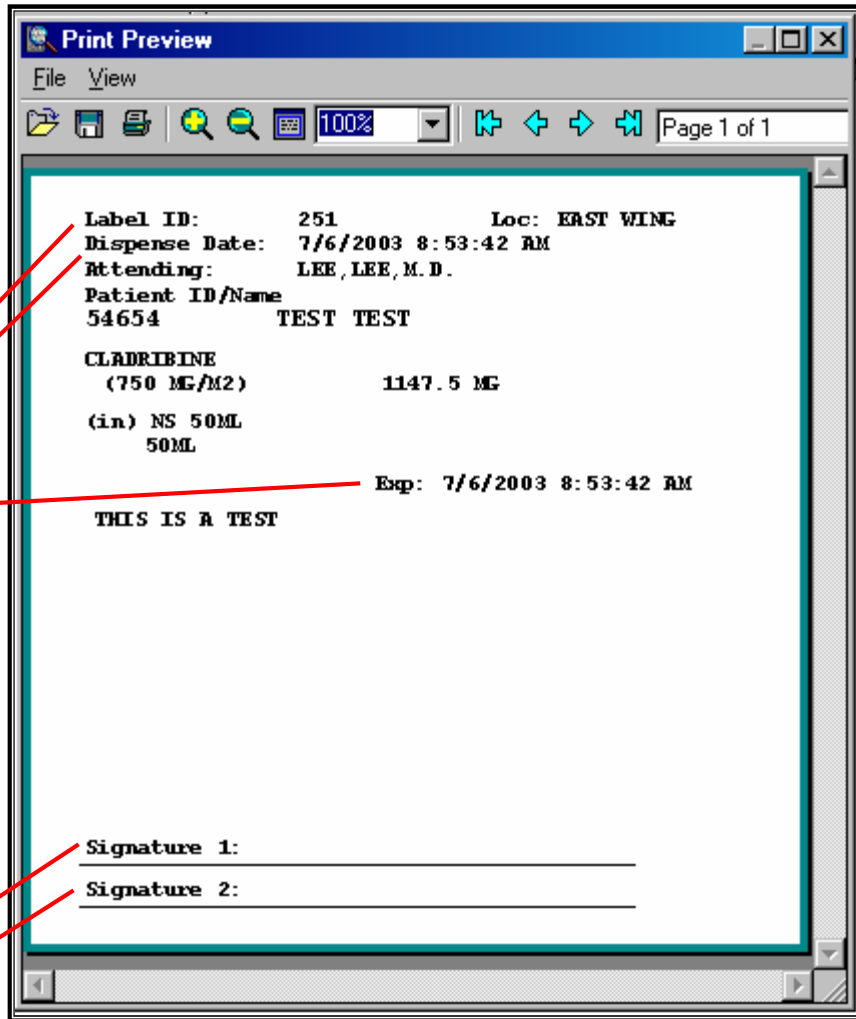 Print Preview
File View
100% Page 1 of 1
Label ID: 251 Loc: EAST WING
Dispense Date: 7/6/2003 8:53:42 AM
Attending: LEE,LEE,M.D.
Patient ID/Name
54654 TEST TEST
CLADRIBINE
(750 MG/M2) 1147.5 MG
(in) NS 50ML
50ML
Exp: 7/6/2003 8:53:42 AM
THIS IS A TEST
Signature 1:
Signature 2: